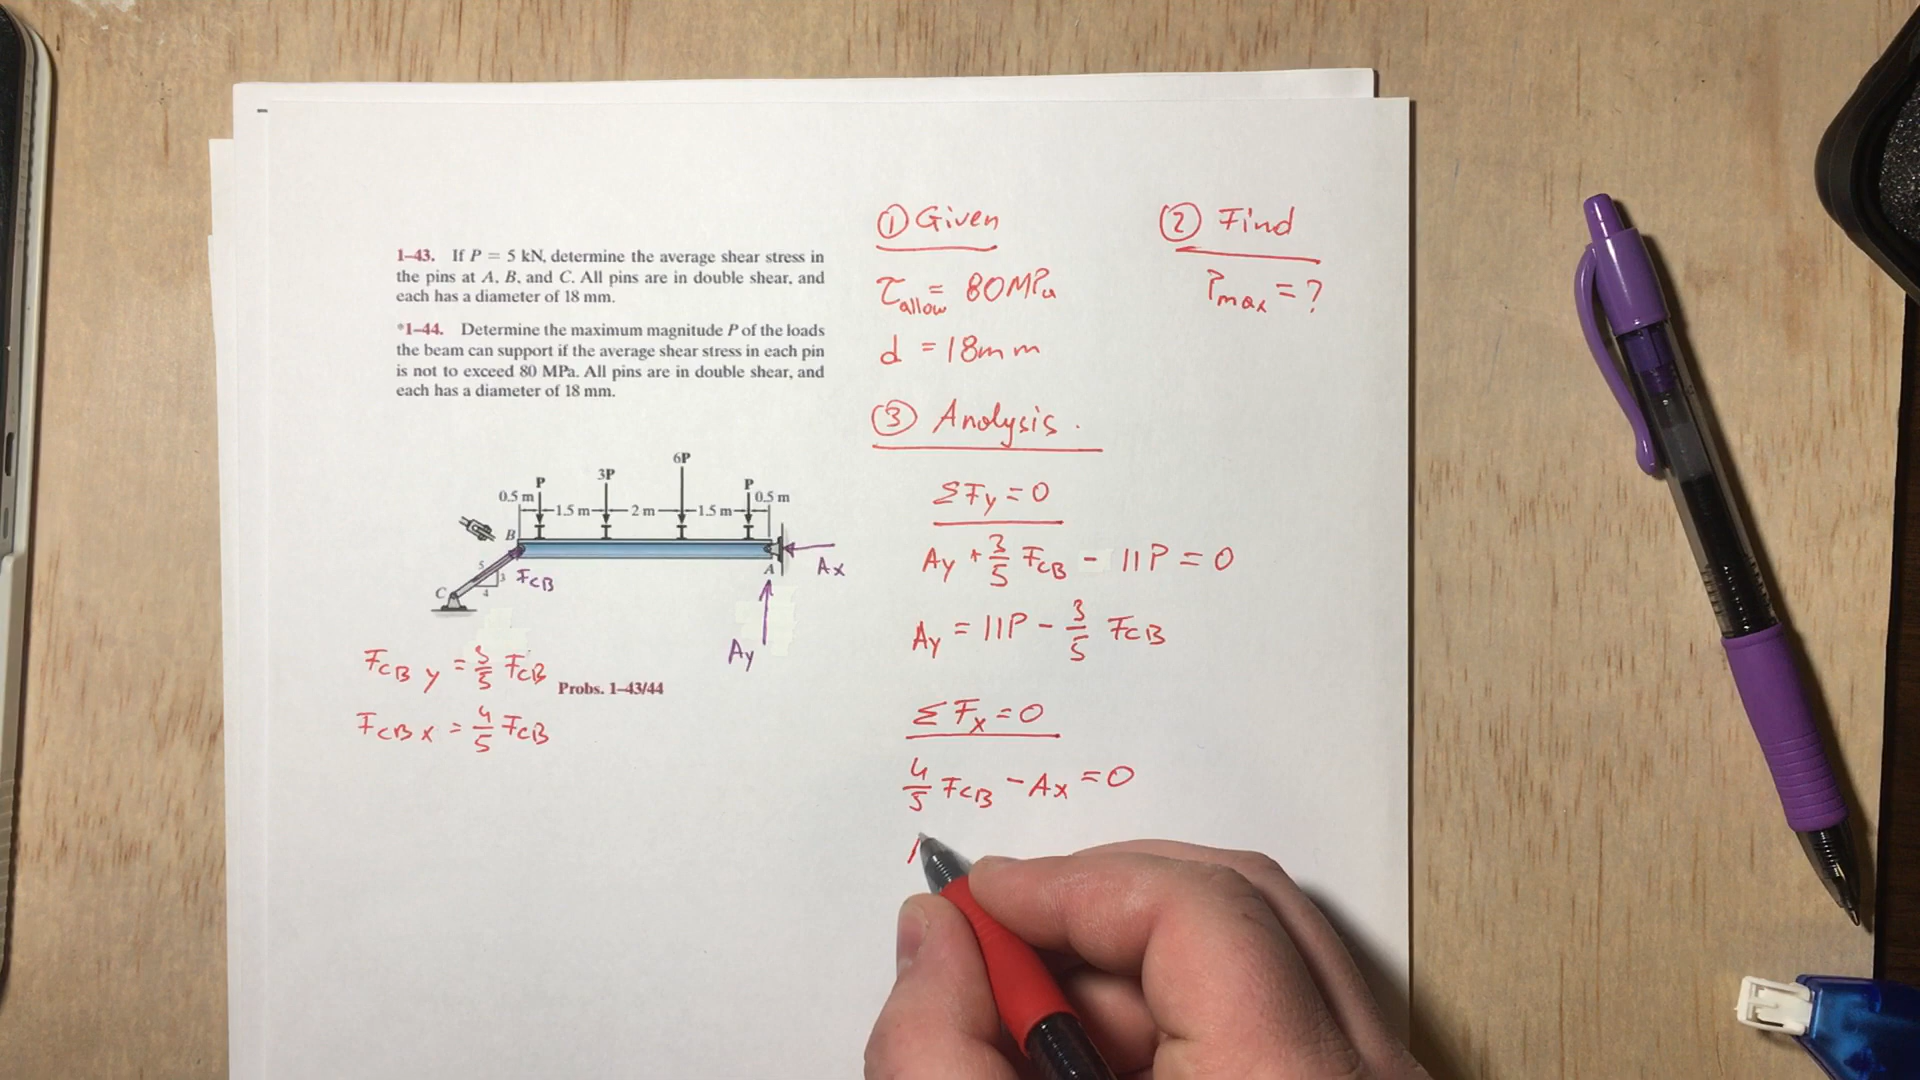 1–43. If P = 5 kN, determine the average shear stress in
the pins at A, B, and C. All pins are in double shear, and
each has a diameter of 18 mm.
*1–44. Determine the maximum magnitude P of the loads
the beam can support if the average shear stress in each pin
is not to exceed 80 MPa. All pins are in double shear, and
each has a diameter of 18 mm.
6P
3P
P
P
0.5 m
0.5 m
1.5 m
2 m
1.5 m
B
A
Ax
5
3
4
FCB
C
Ay
FCB y = 3/5 FCB
Probs. 1–43/44
FCB x = 4/5 FCB
① Given
τallow = 80MPa
d = 18mm
② Find
Pmax = ?
③ Analysis.
ΣFy = 0
Ay + 3/5 FCB - 11P = 0
Ay = 11P - 3/5 FCB
ΣFx = 0
4/5 FCB - Ax = 0